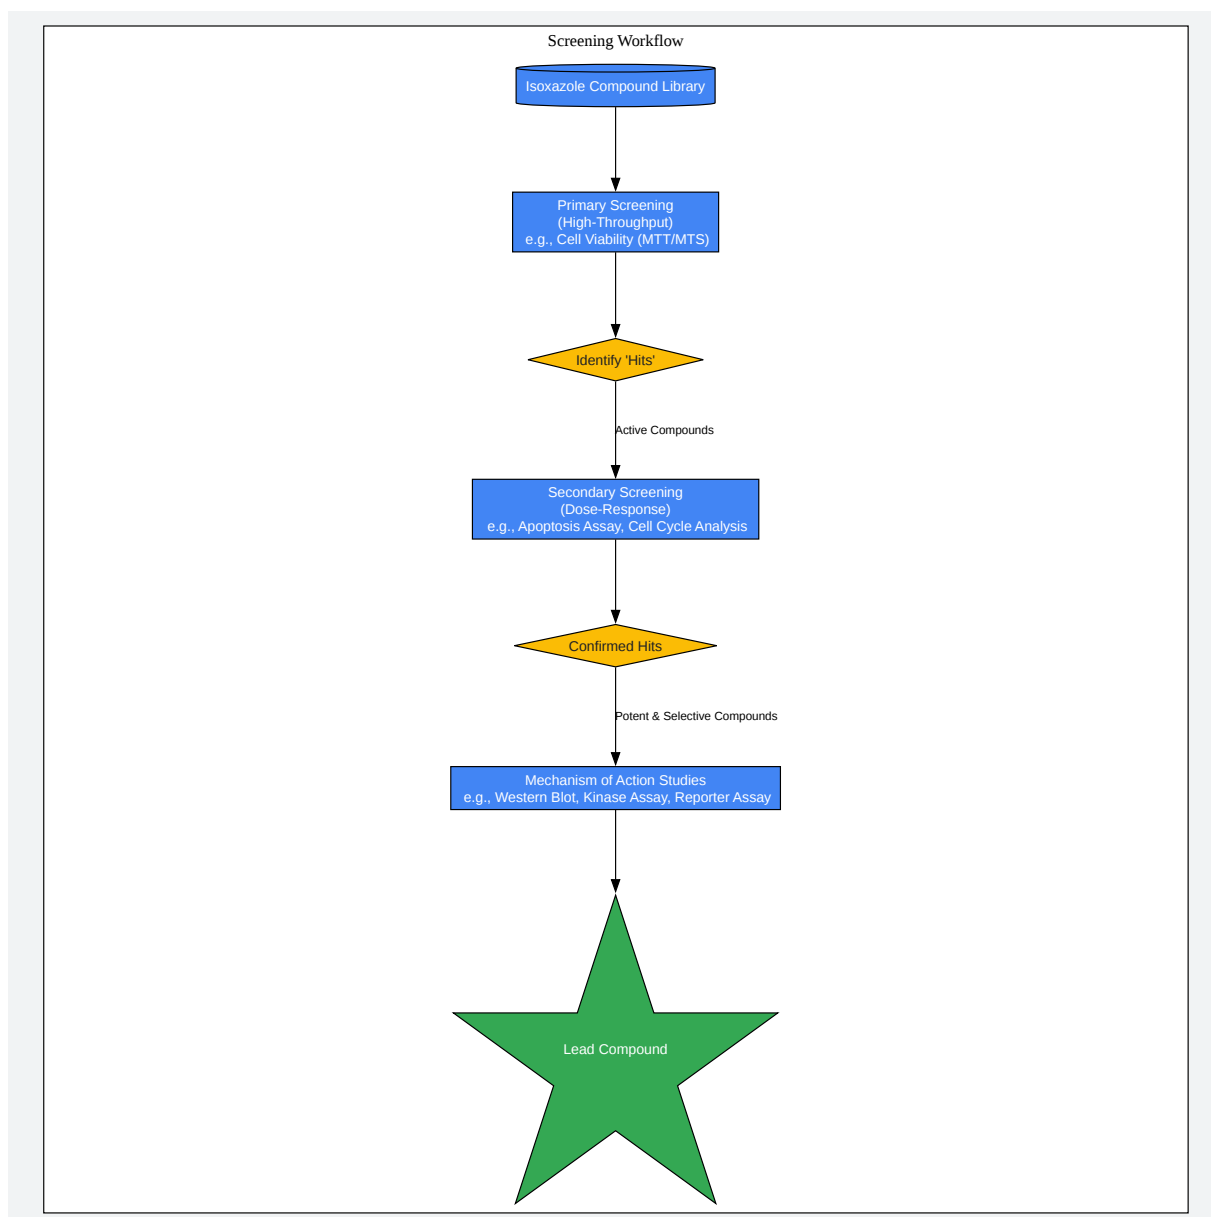 Screening Workflow
Isoxazole Compound Library
Primary Screening
(High-Throughput)
e.g., Cell Viability (MTT/MTS)
Identify 'Hits'
Active Compounds
Secondary Screening
(Dose-Response)
e.g., Apoptosis Assay, Cell Cycle Analysis
Confirmed Hits
Potent & Selective Compounds
Mechanism of Action Studies
e.g., Western Blot, Kinase Assay, Reporter Assay
Lead Compound